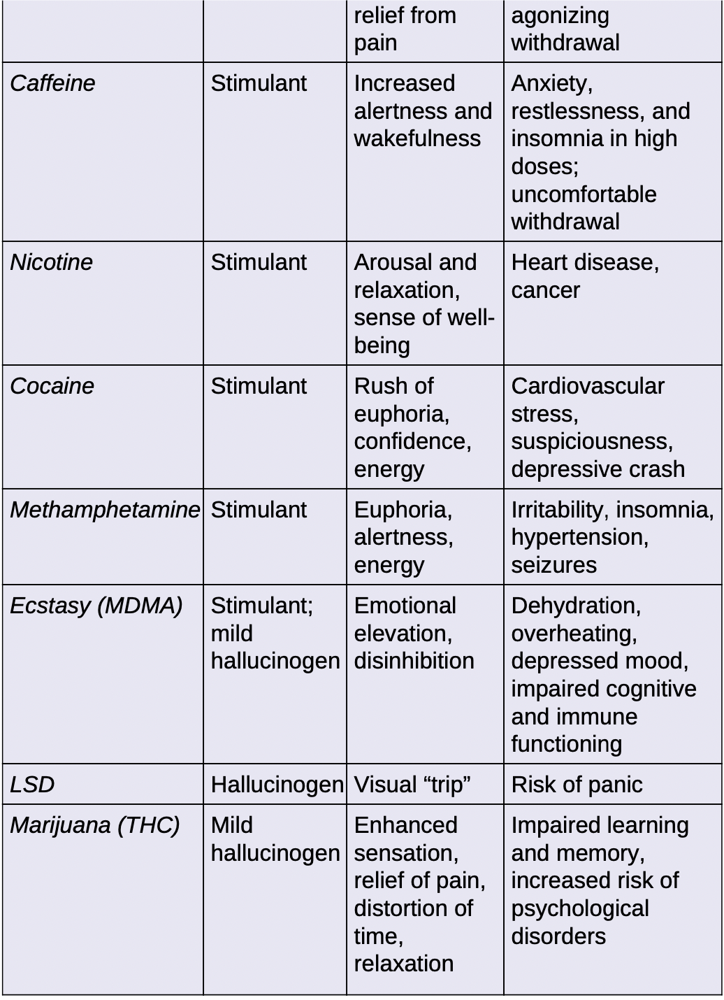 relief from
pain
agonizing
withdrawal
Caffeine
Stimulant
Increased
alertness and
wakefulness
Anxiety,
restlessness, and
insomnia in high
doses;
uncomfortable
withdrawal
Nicotine
Stimulant
Arousal and
relaxation,
sense of well-
being
Heart disease,
cancer
Cocaine
Stimulant
Rush of
euphoria,
confidence,
energy
Cardiovascular
stress,
suspiciousness,
depressive crash
Methamphetamine
Stimulant
Euphoria,
alertness,
energy
Irritability, insomnia,
hypertension,
seizures
Ecstasy (MDMA)
Stimulant;
mild
hallucinogen
Emotional
elevation,
disinhibition
Dehydration,
overheating,
depressed mood,
impaired cognitive
and immune
functioning
LSD
Hallucinogen
Visual “trip”
Risk of panic
Marijuana (THC)
Mild
hallucinogen
Enhanced
sensation,
relief of pain,
distortion of
time,
relaxation
Impaired learning
and memory,
increased risk of
psychological
disorders